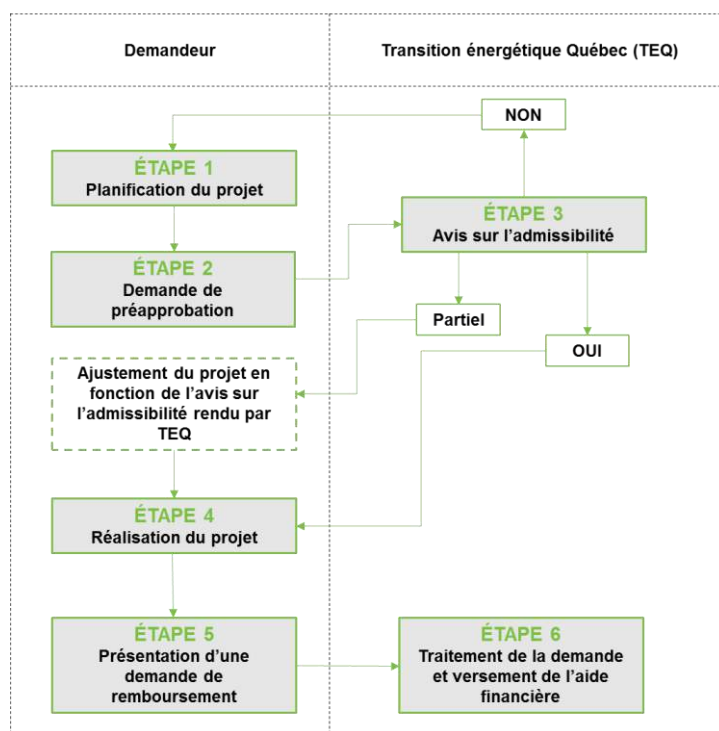 Demandeur
Transition énergétique Québec (TEQ)
NON
ÉTAPE 1
Planification du projet
ÉTAPE 3
Avis sur l’admissibilité
ÉTAPE 2
Demande de
préapprobation
Partiel
OUI
Ajustement du projet en
fonction de l’avis sur
l’admissibilité rendu par
TEQ
ÉTAPE 4
Réalisation du projet
ÉTAPE 5
Présentation d’une
demande de
remboursement
ÉTAPE 6
Traitement de la demande
et versement de l’aide
financière